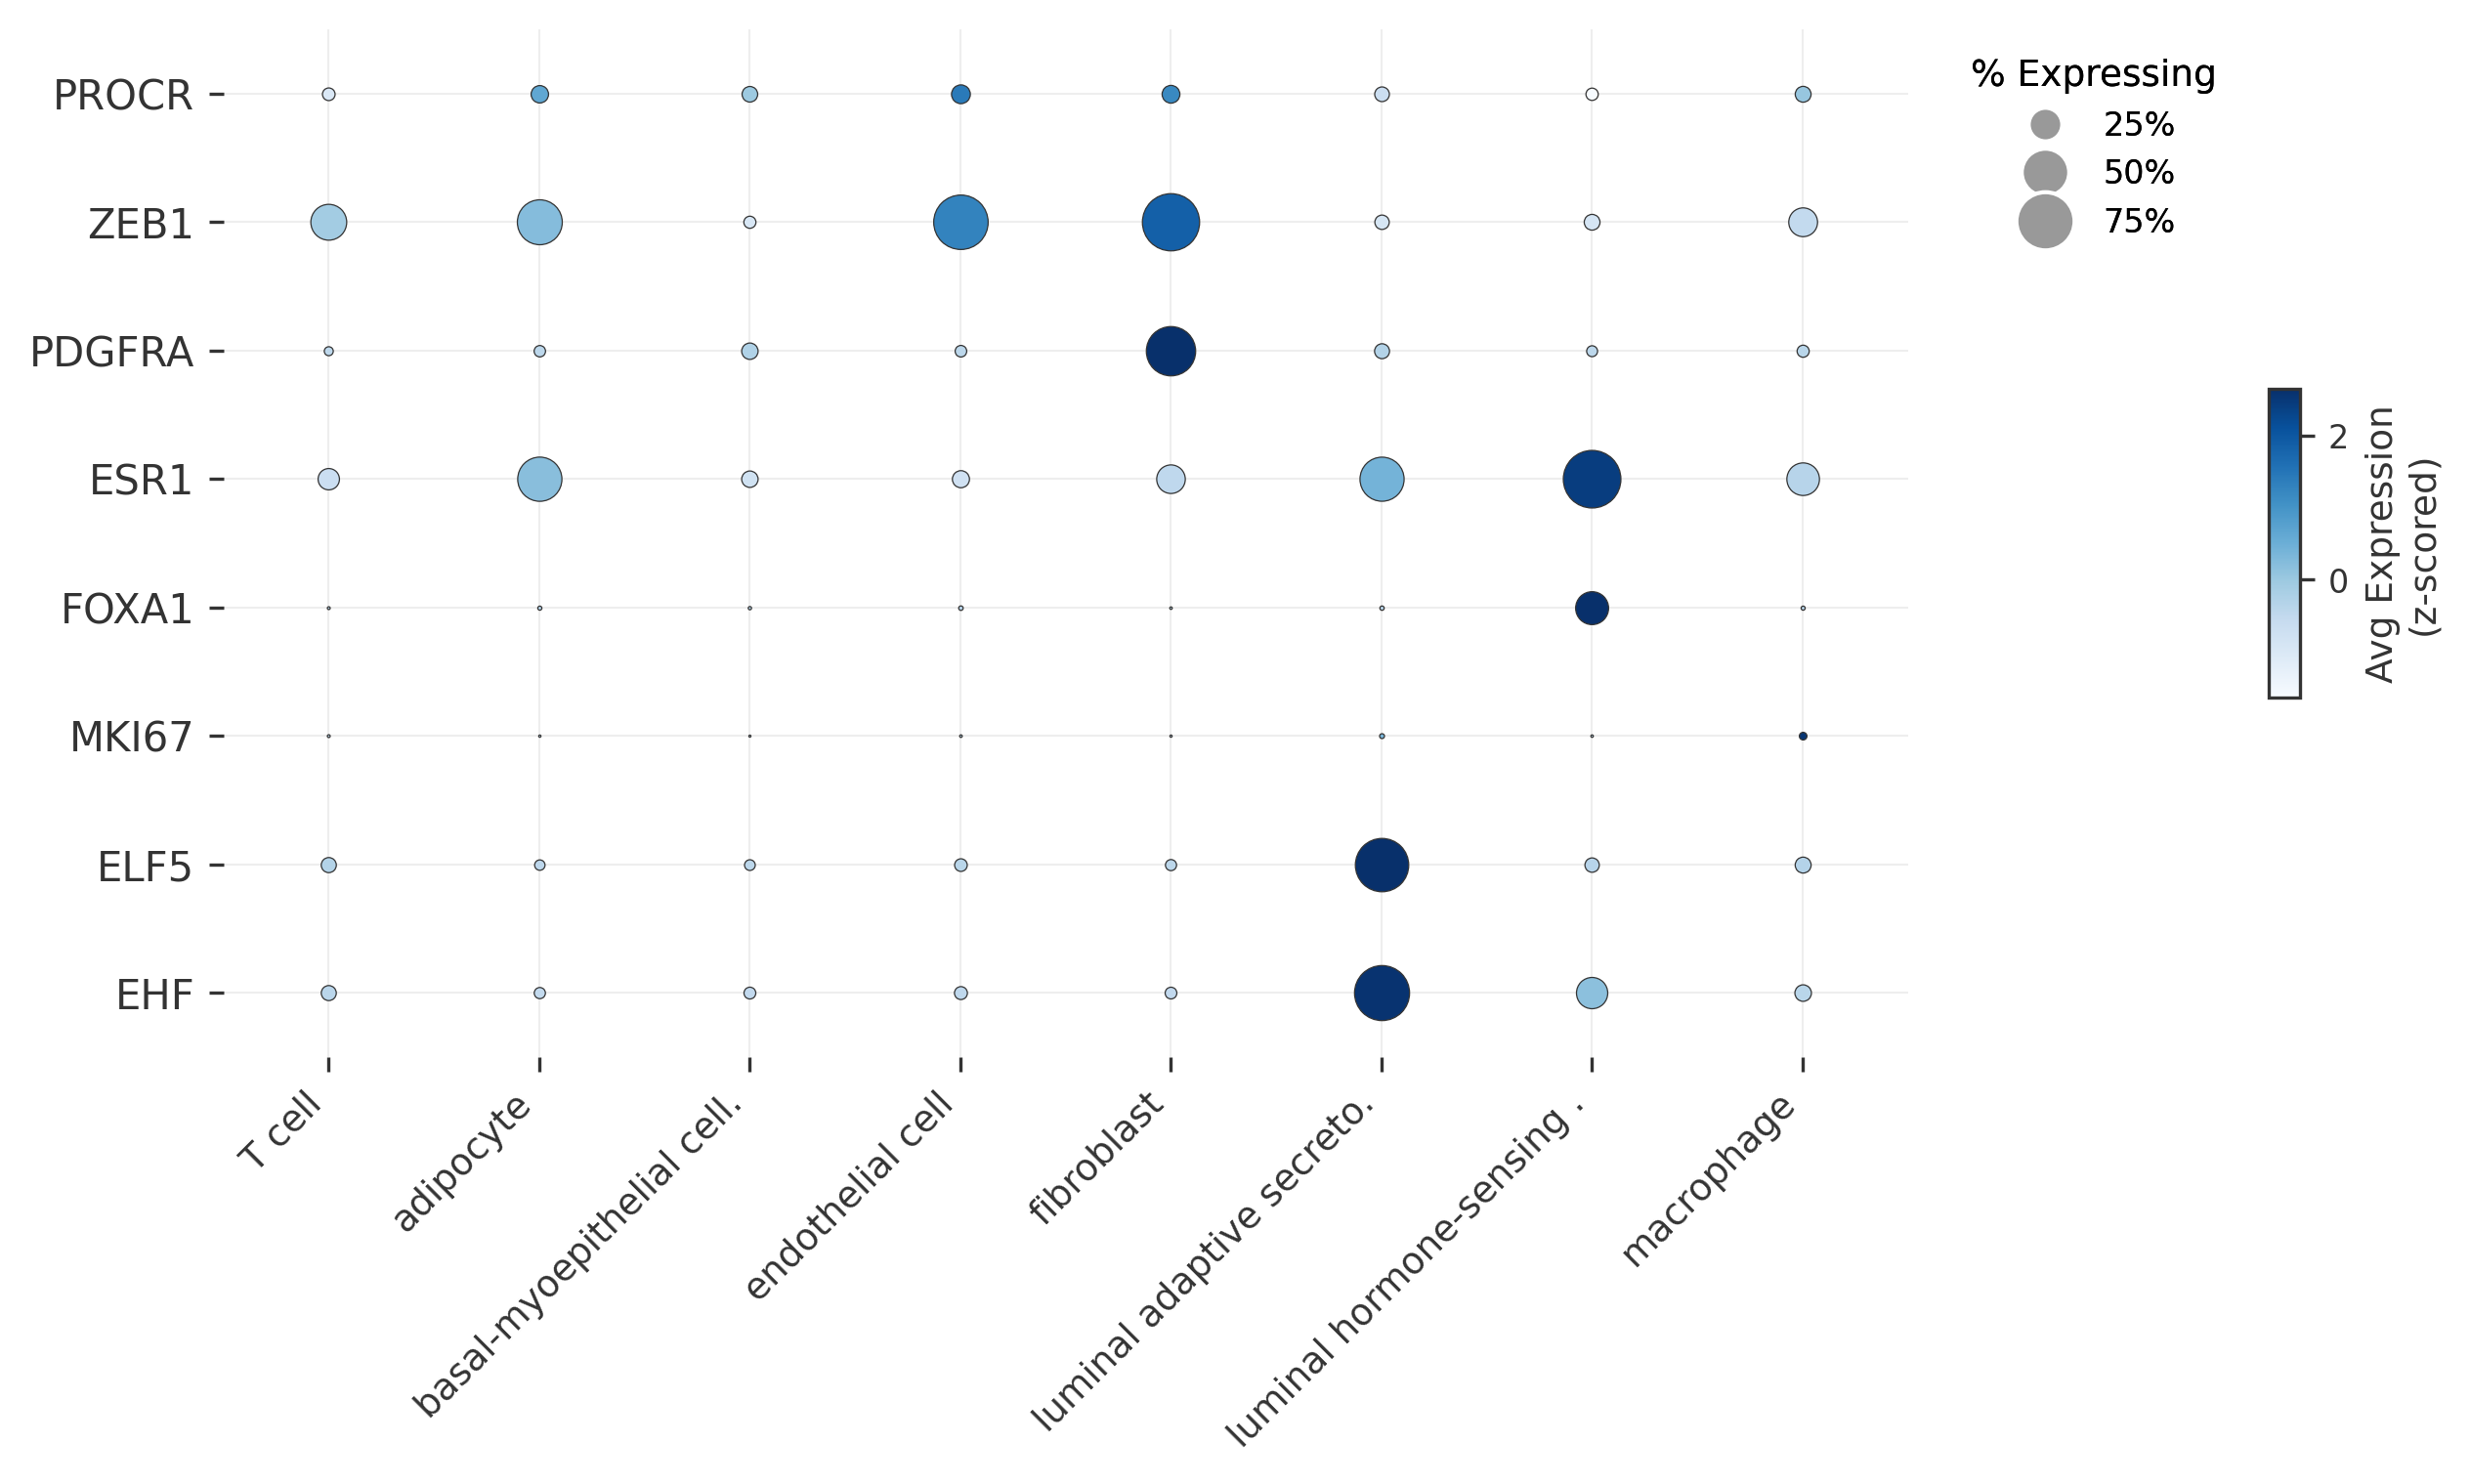 PROCR
ZEB1
PDGFRA
ESR1
FOXA1
MKI67
ELF5
EHF
T cell
adipocyte
basal-myoepithelial cell.
endothelial cell
fibroblast
luminal adaptive secreto.
luminal hormone-sensing .
macrophage
% Expressing
25%
50%
75%
2
0
Avg Expression
(z-scored)